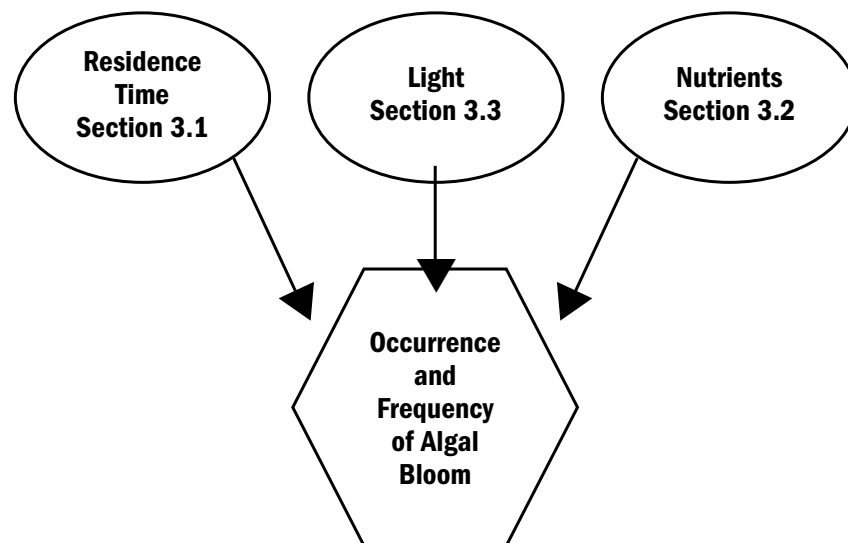 Residence
Time
Section 3.1
Light
Section 3.3
Nutrients
Section 3.2
Occurrence
and
Frequency
of Algal
Bloom